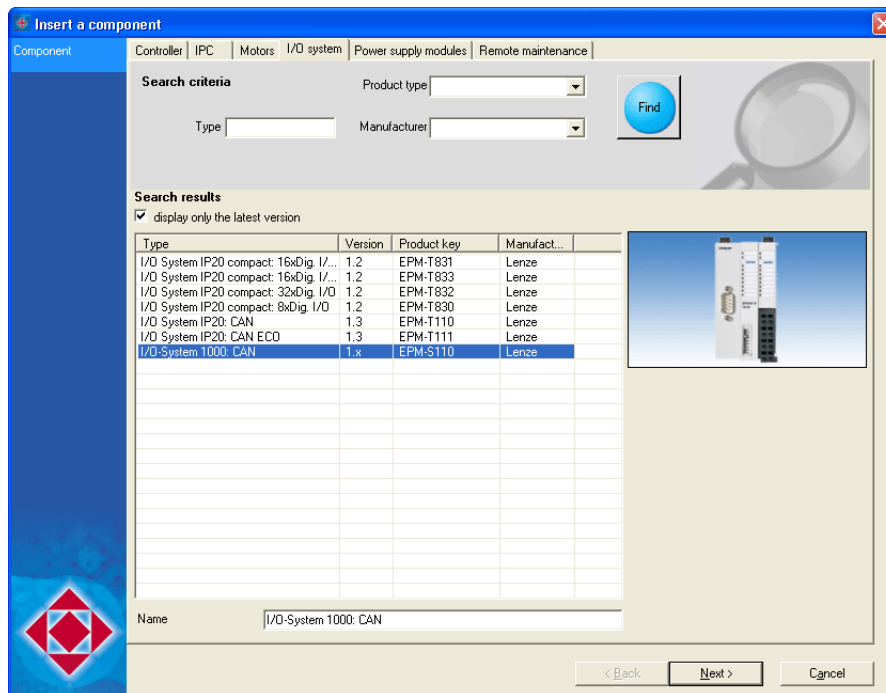 Insert a component
Component
Controller IPC Motors I/O system Power supply modules Remote maintenance
Search criteria
Product type
Find
Type
Manufacturer
Search results
display only the latest version
Type Version Product key Manufact...
I/O System IP20 compact: 16xDig. I/... 1.2 EPM-T831 Lenze
I/O System IP20 compact: 16xDig. I/... 1.2 EPM-T833 Lenze
I/O System IP20 compact: 32xDig. I/O 1.2 EPM-T832 Lenze
I/O System IP20 compact: 8xDig. I/O 1.2 EPM-T830 Lenze
I/O System IP20: CAN 1.3 EPM-T110 Lenze
I/O System IP20: CAN ECO 1.3 EPM-T111 Lenze
I/O-System 1000: CAN 1.x EPM-S110 Lenze
Name I/O-System 1000: CAN
< Back Next > Cancel